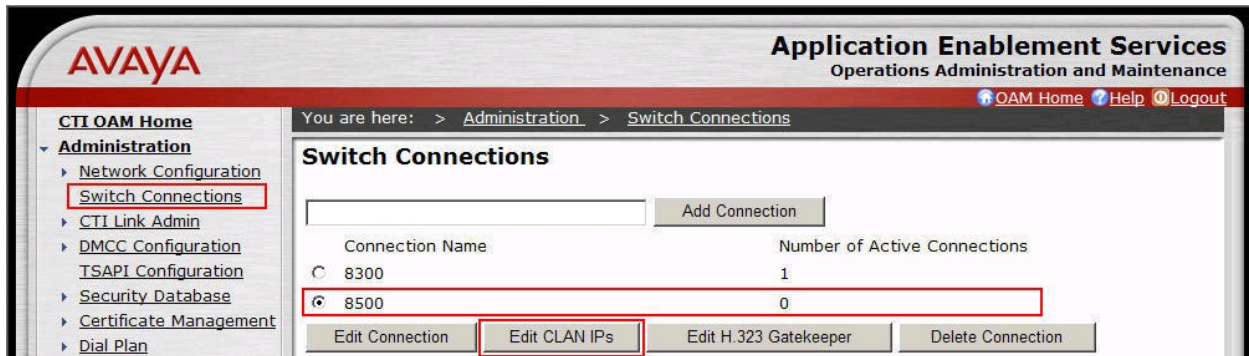 AVAYA
Application Enablement Services
Operations Administration and Maintenance
OAM Home Help Logout
CTI OAM Home
Administration
Network Configuration
Switch Connections
CTI Link Admin
DMCC Configuration
TSAPI Configuration
Security Database
Certificate Management
Dial Plan
You are here: > Administration > Switch Connections
Switch Connections
Add Connection
Connection Name Number of Active Connections
8300 1
8500 0
Edit Connection Edit CLAN IPs Edit H.323 Gatekeeper Delete Connection